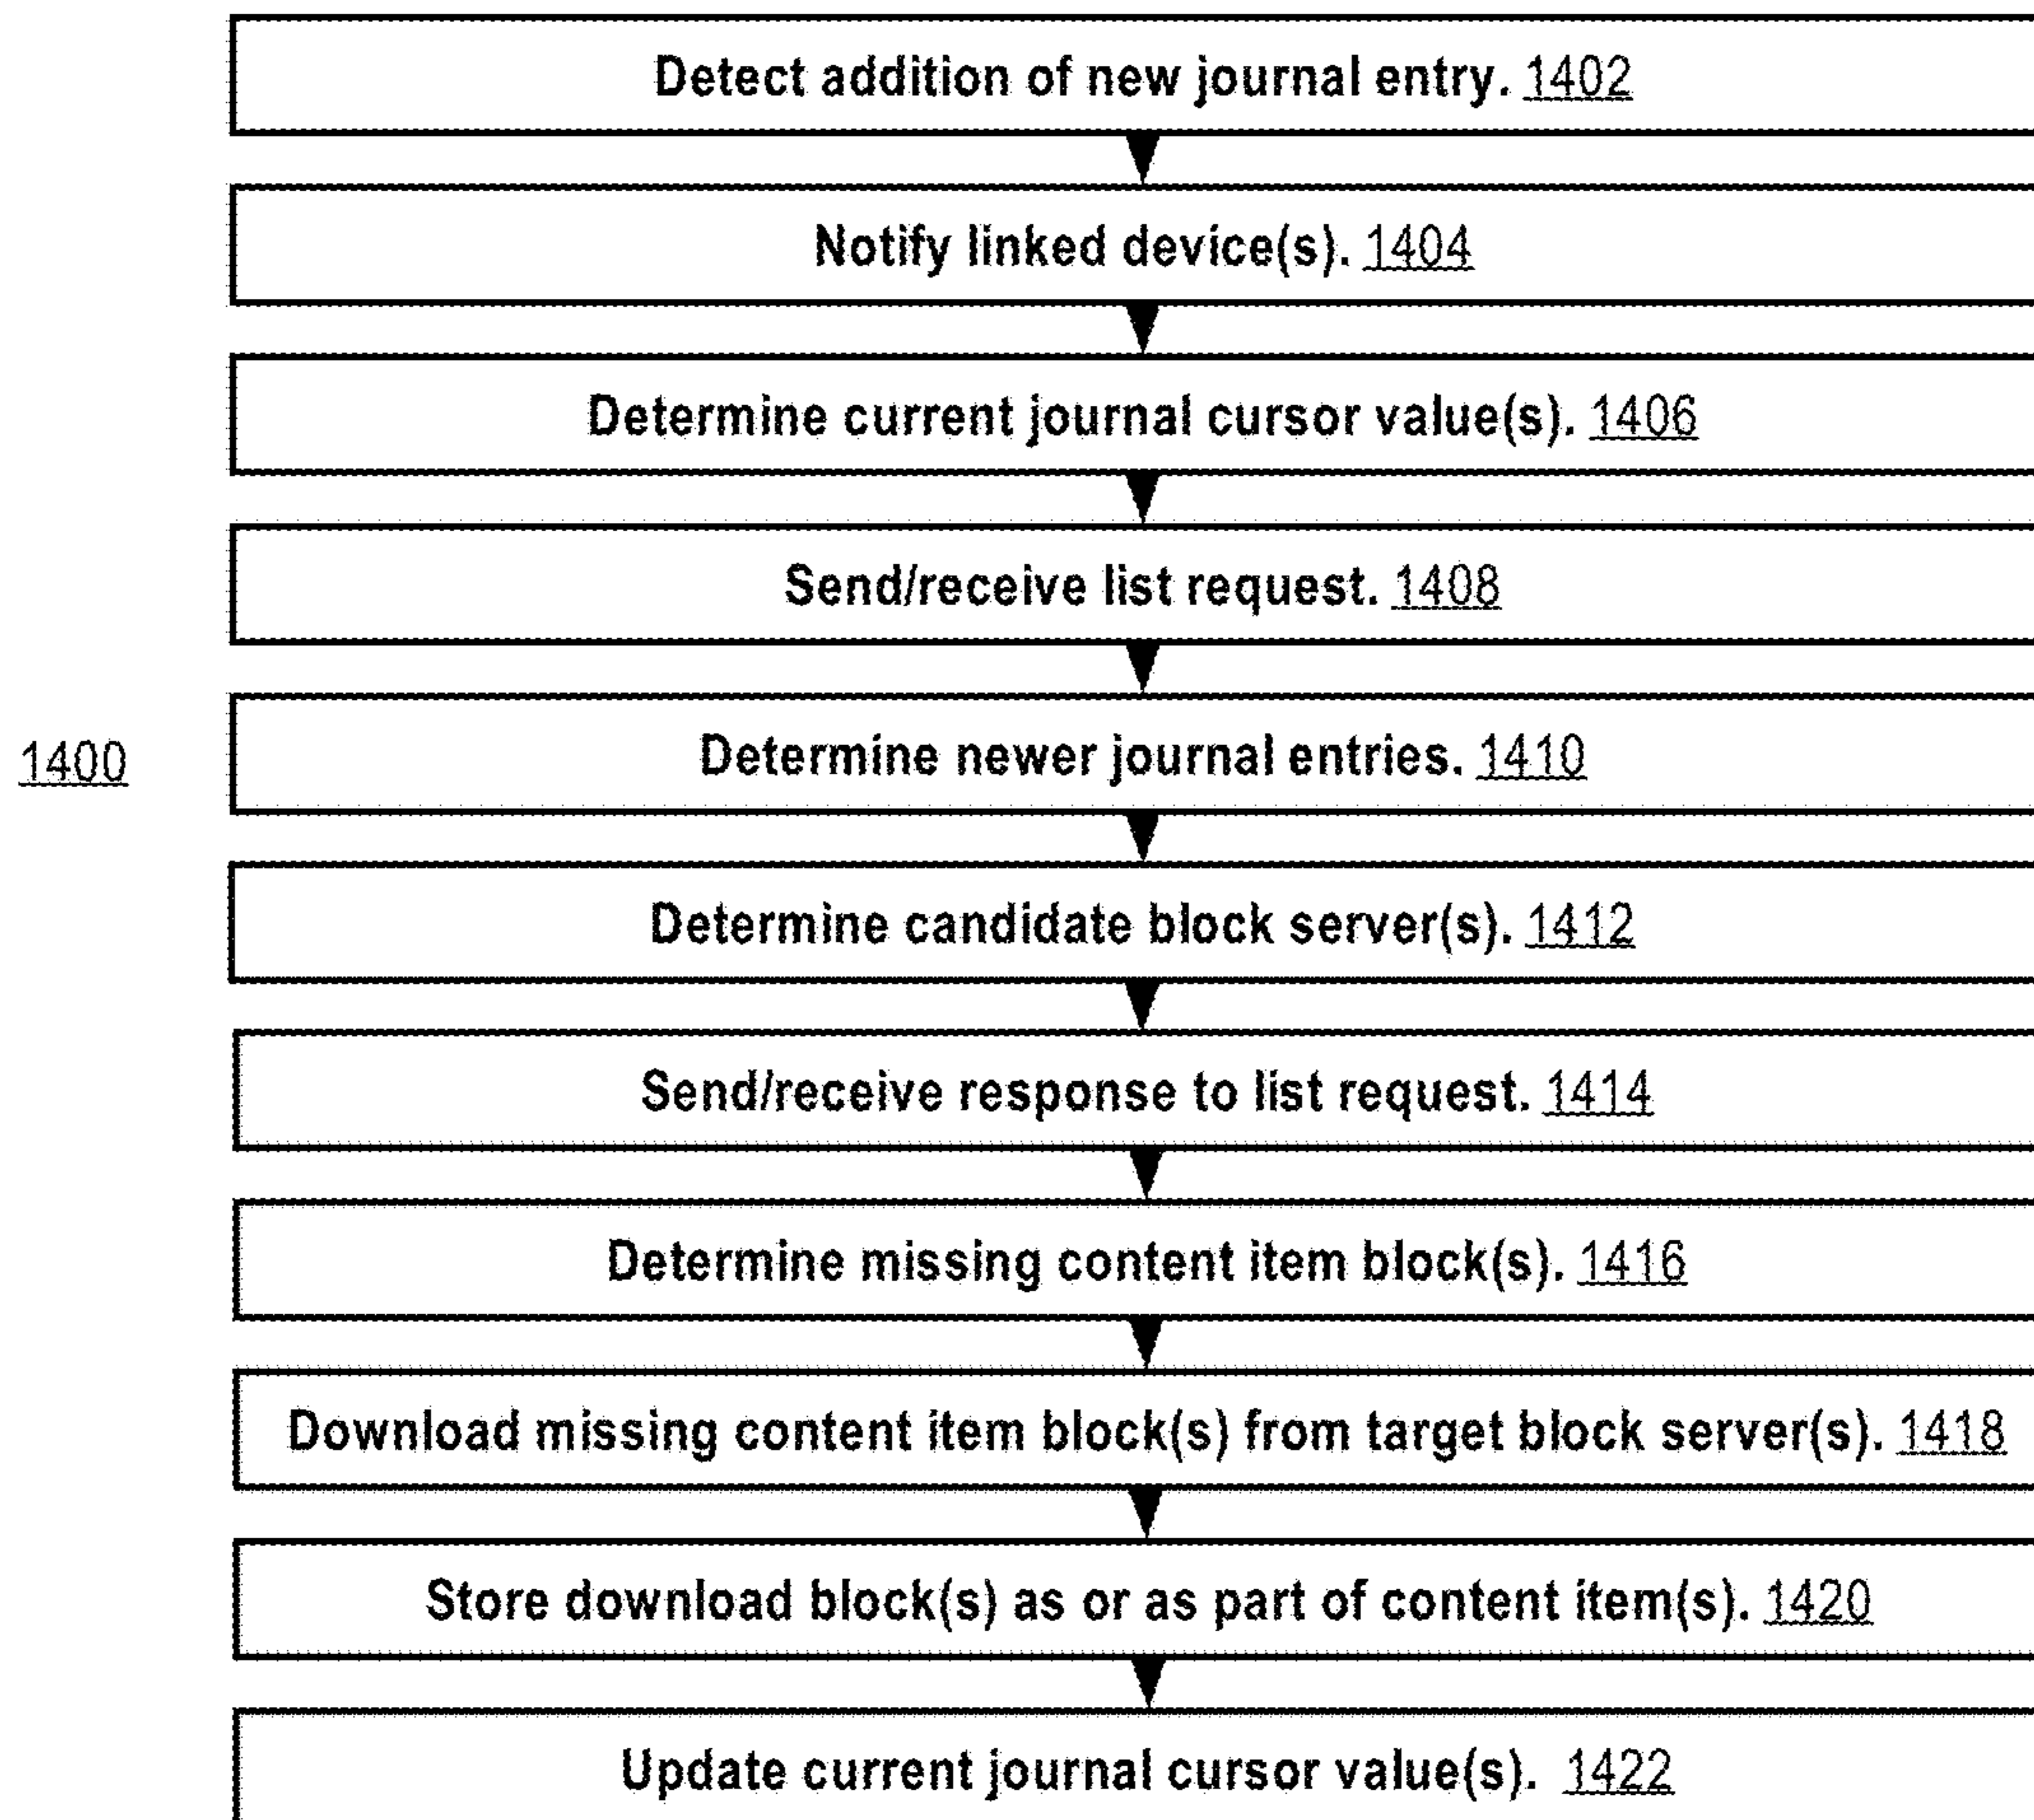 Detect addition of new journal entry. 1402
Notify linked device(s). 1404
Determine current journal cursor value(s). 1406
Send/receive list request. 1408
1400
Determine newer journal entries. 1410
Determine candidate block server(s). 1412
Send/receive response to list request. 1414
Determine missing content item block(s). 1416
Download missing content item block(s) from target block server(s). 1418
Store download block(s) as or as part of content item(s). 1420
Update current journal cursor value(s). 1422